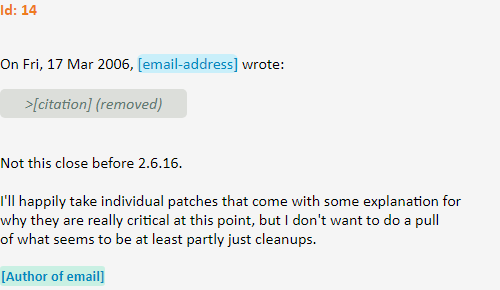 Id: 14
On Fri, 17 Mar 2006, [email-address] wrote:
>[citation] (removed)
Not this close before 2.6.16.
I'll happily take individual patches that come with some explanation for
why they are really critical at this point, but I don't want to do a pull
of what seems to be at least partly just cleanups.
[Author of email]